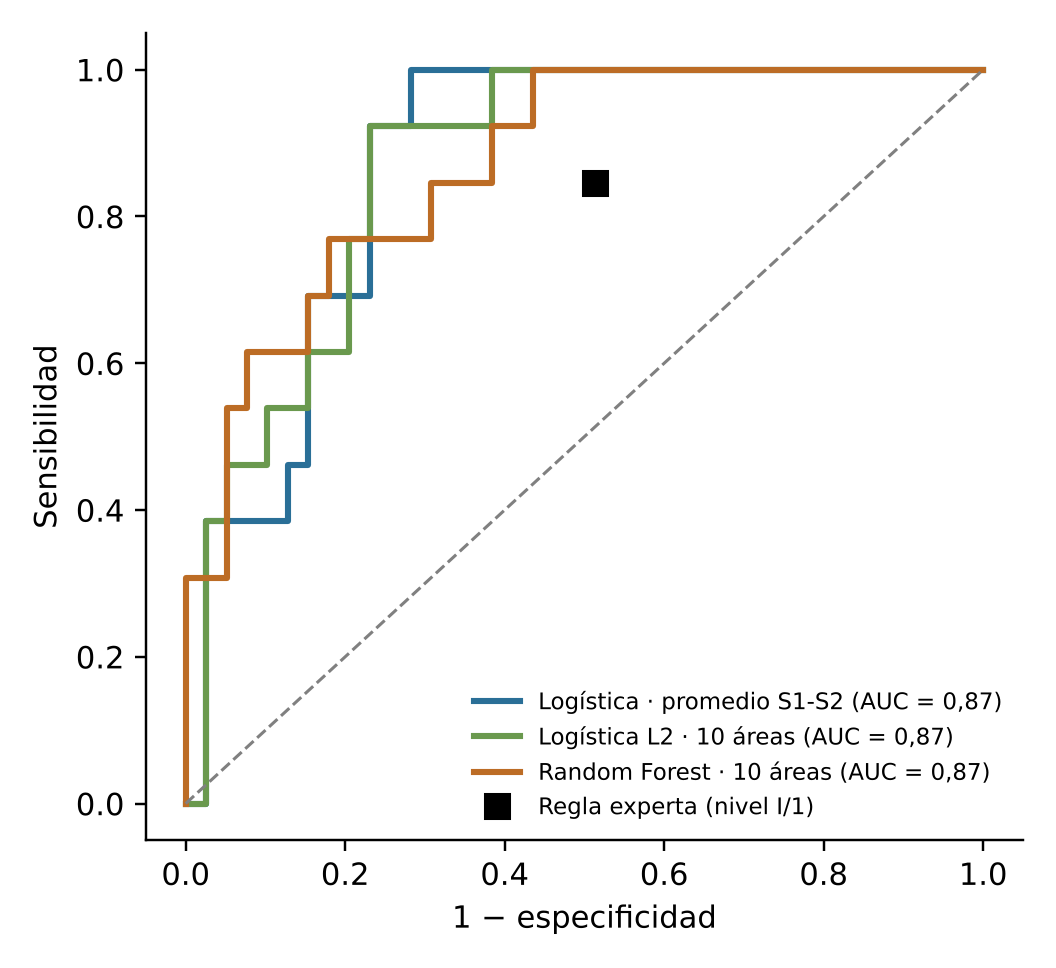 1.0
0.8
0.6
0.4
0.2
0.0
Sensibilidad
Logística · promedio S1-S2 (AUC = 0,87)
Logística L2 · 10 áreas (AUC = 0,87)
Random Forest · 10 áreas (AUC = 0,87)
Regla experta (nivel I/1)
0.0 0.2 0.4 0.6 0.8 1.0
1 − especificidad